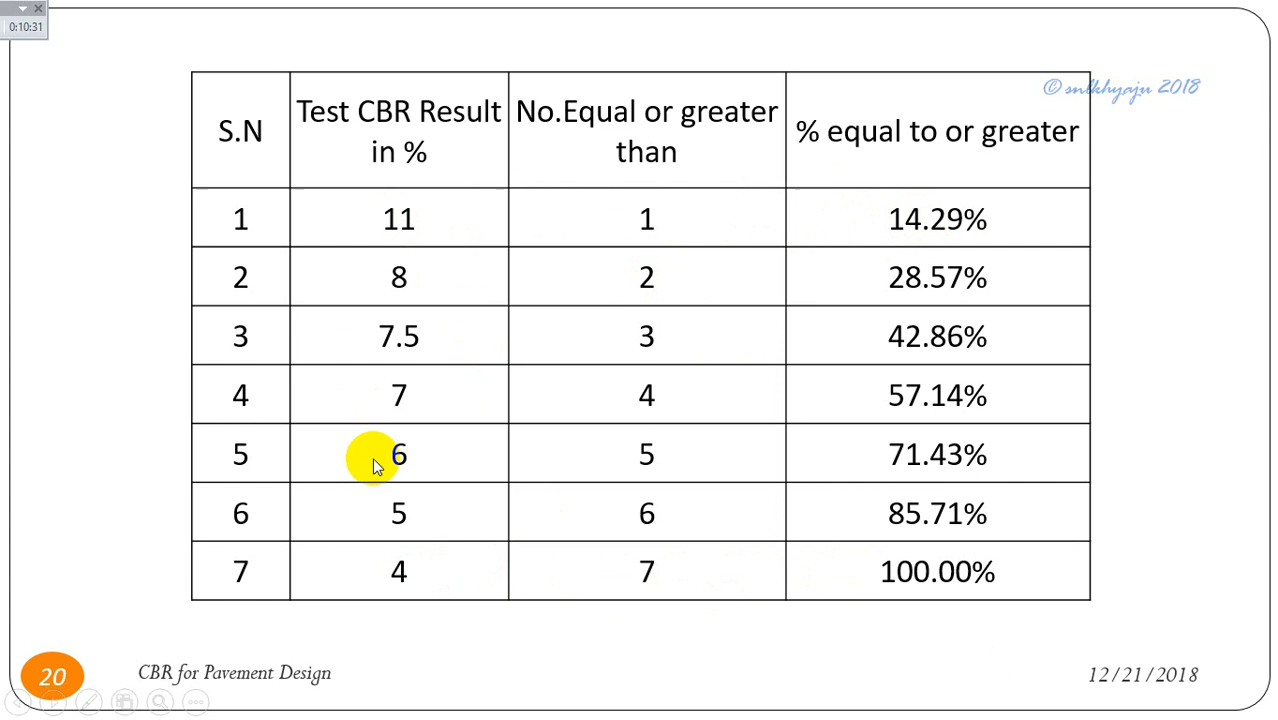 0:10:31
© snlkhyaju 2018
S.N
Test CBR Result
in %
No.Equal or greater
than
% equal to or greater
1 11 1 14.29%
2 8 2 28.57%
3 7.5 3 42.86%
4 7 4 57.14%
5 6 5 71.43%
6 5 6 85.71%
7 4 7 100.00%
20 CBR for Pavement Design 12/21/2018